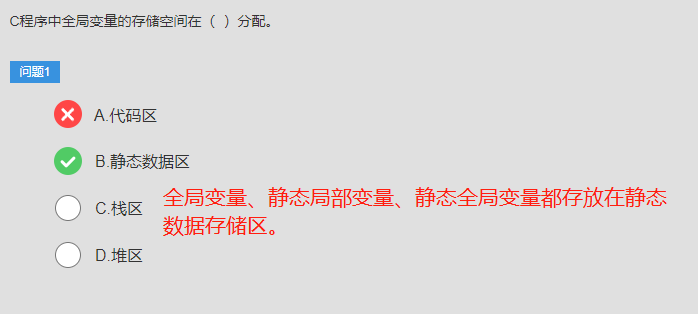 C程序中全局变量的存储空间在（ ）分配。
问题1
A.代码区
B.静态数据区
C.栈区
全局变量、静态局部变量、静态全局变量都存放在静态
数据存储区。
D.堆区